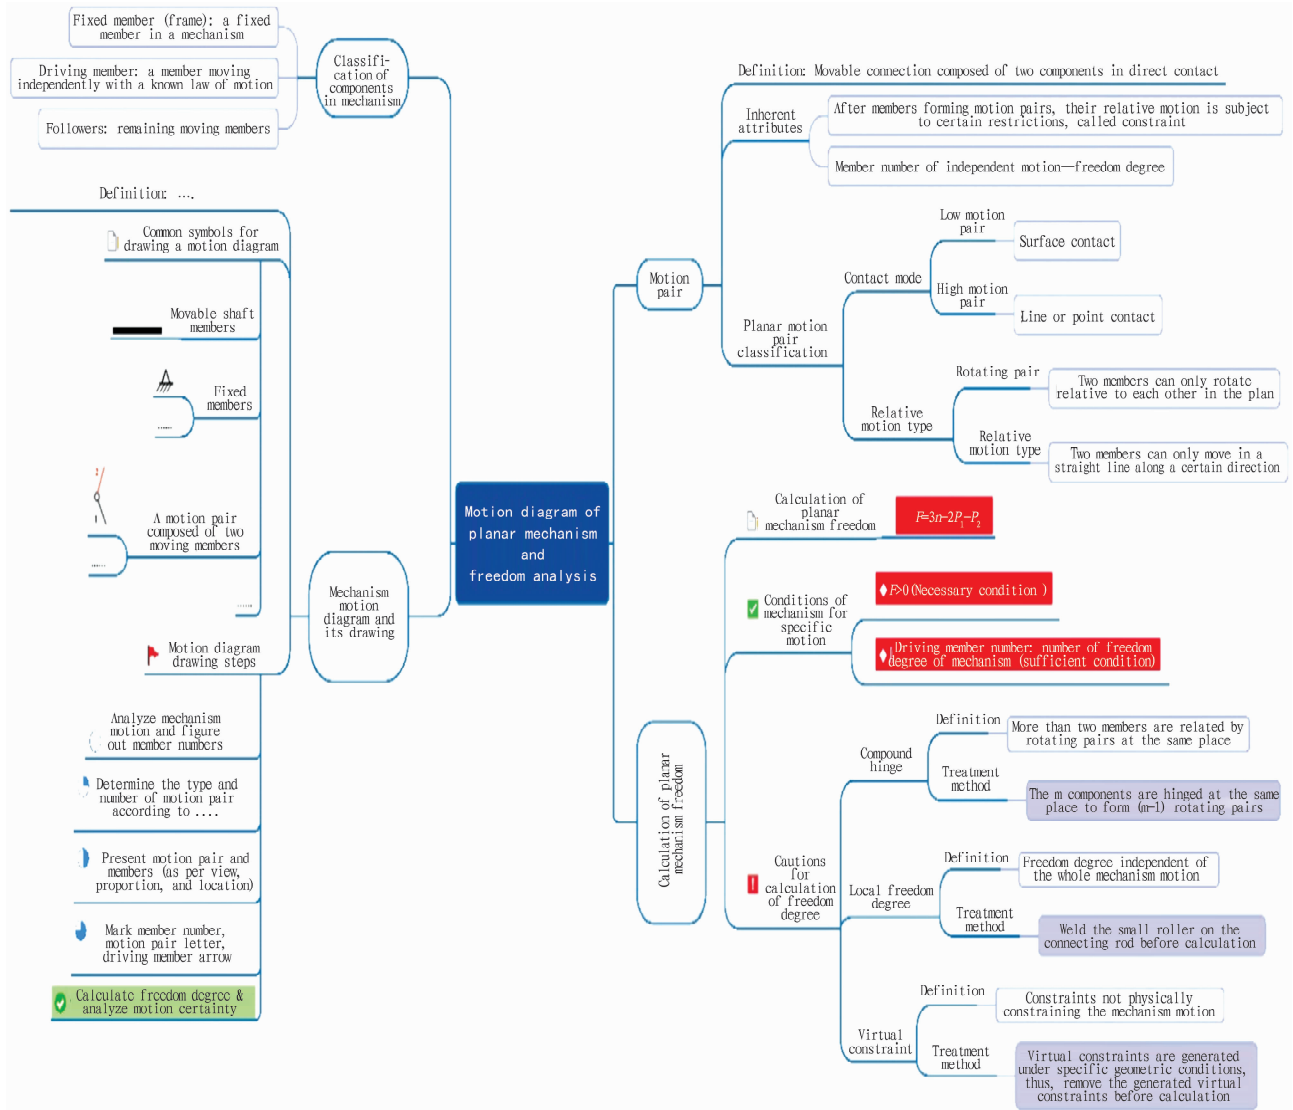 Fixed member (frame): a fixed
member in a mechanism
Driving member: a member moving
independently with a known law of motion
Followers: remaining moving members
Classifi-
cation of
components
in mechanism
Definition: ....
Common symbols for
drawing a motion diagram
Movable shaft
members
Fixed
members
......
2
1
A motion pair
composed of two
moving members
......
......
Motion diagram
drawing steps
Analyze mechanism
motion and figure
out member numbers
Determine the type and
number of motion pair
according to ....
Present motion pair and
members (as per view,
proportion, and location)
Mark member number,
motion pair letter,
driving member arrow
Calculate freedom degree &
analyze motion certainty
Mechanism
motion
diagram and
its drawing
Motion diagram of
planar mechanism
and
freedom analysis
Motion
pair
Definition: Movable connection composed of two components in direct contact
Inherent
attributes
After members forming motion pairs, their relative motion is subject
to certain restrictions, called constraint
Member number of independent motion—freedom degree
Planar motion
pair
classification
Contact mode
Low motion
pair
Surface contact
High motion
pair
Line or point contact
Relative
motion type
Rotating pair
Two members can only rotate
relative to each other in the plan
Relative
motion type
Two members can only move in a
straight line along a certain direction
Calculation of planar
mechanism freedom
Calculation of
planar
mechanism freedom
F=3n-2P₁-P₂
Conditions of
mechanism for
specific
motion
◆F>0(Necessary condition )
◆Driving member number: number of freedom
degree of mechanism (sufficient condition)
!
Cautions
for
calculation
of freedom
degree
Compound
hinge
Definition
More than two members are related by
rotating pairs at the same place
Treatment
method
The m components are hinged at the same
place to form (m-1) rotating pairs
Local freedom
degree
Definition
Freedom degree independent of
the whole mechanism motion
Treatment
method
Weld the small roller on the
connecting rod before calculation
Virtual
constraint
Definition
Constraints not physically
constraining the mechanism motion
Treatment
method
Virtual constraints are generated
under specific geometric conditions,
thus, remove the generated virtual
constraints before calculation